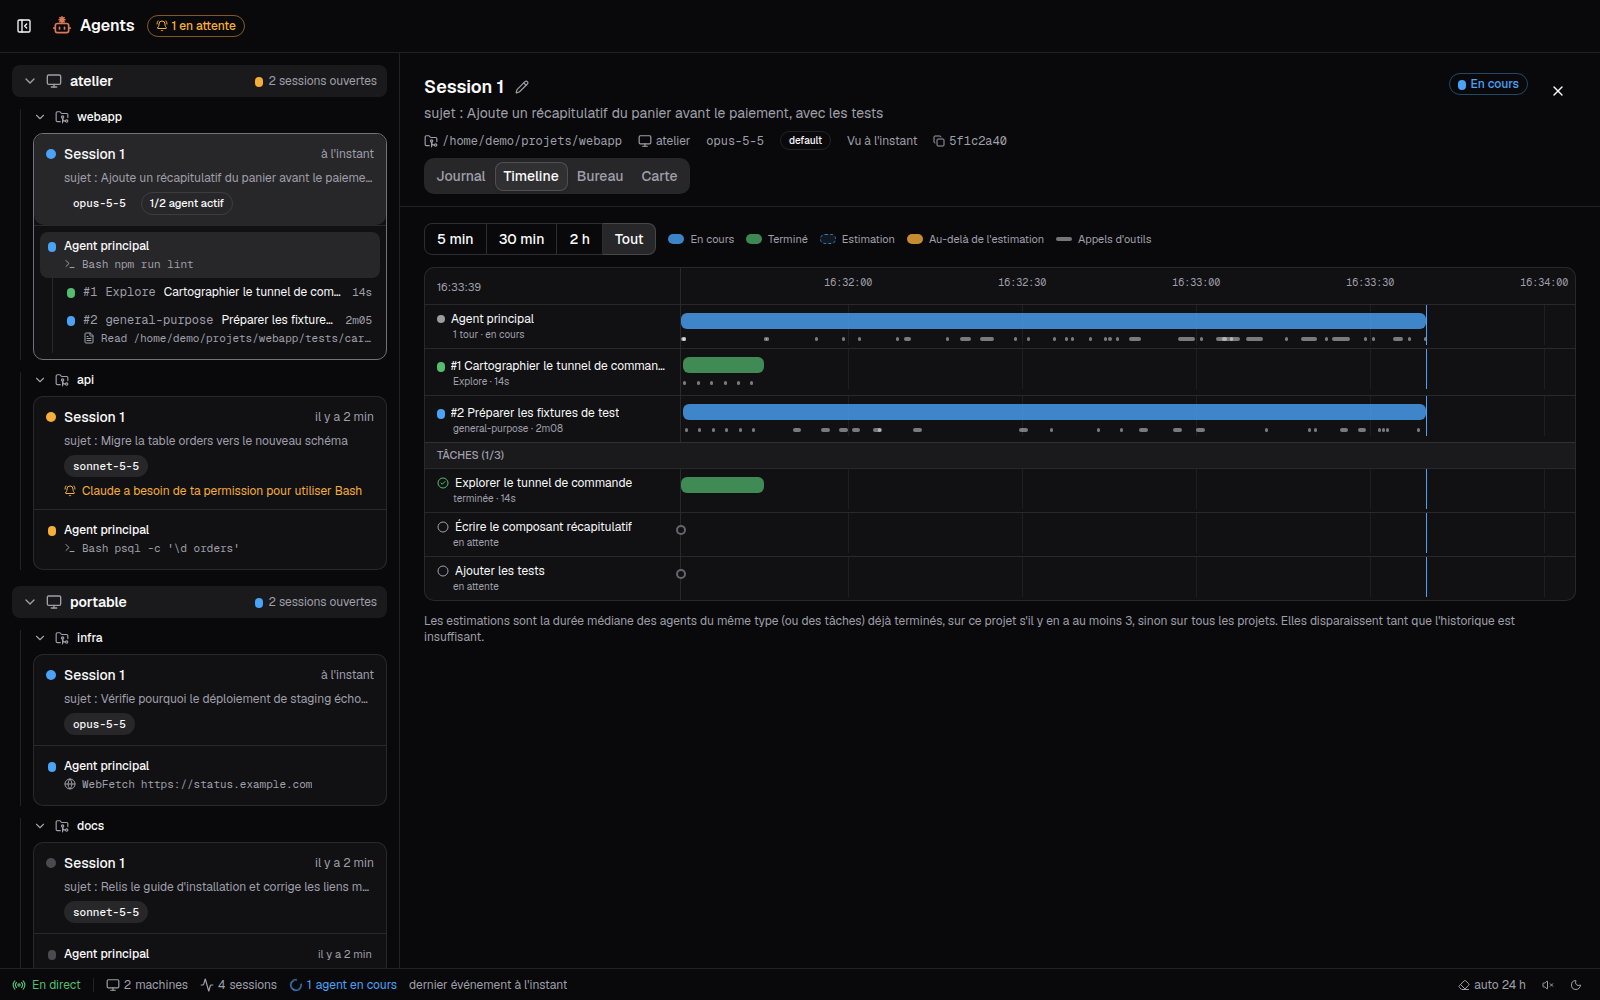 Agents
1 en attente
atelier
2 sessions ouvertes
webapp
Session 1
à l'instant
sujet : Ajoute un récapitulatif du panier avant le paieme...
opus-5-5
1/2 agent actif
Agent principal
Bash npm run lint
#1 Explore Cartographier le tunnel de com... 14s
#2 general-purpose Préparer les fixture... 2m05
Read /home/demo/projets/webapp/tests/car...
api
Session 1
il y a 2 min
sujet : Migre la table orders vers le nouveau schéma
sonnet-5-5
Claude a besoin de ta permission pour utiliser Bash
Agent principal
Bash psql -c '\d orders'
portable
2 sessions ouvertes
infra
Session 1
à l'instant
sujet : Vérifie pourquoi le déploiement de staging écho...
opus-5-5
Agent principal
WebFetch https://status.example.com
docs
Session 1
il y a 2 min
sujet : Relis le guide d'installation et corrige les liens m...
sonnet-5-5
Agent principal
il y a 2 min
Session 1
En cours
sujet : Ajoute un récapitulatif du panier avant le paiement, avec les tests
/home/demo/projets/webapp atelier opus-5-5 default Vu à l'instant 5f1c2a40
Journal Timeline Bureau Carte
5 min 30 min 2 h Tout
En cours Terminé Estimation Au-delà de l'estimation Appels d'outils
16:33:39
16:32:00 16:32:30 16:33:00 16:33:30 16:34:00
Agent principal
1 tour · en cours
#1 Cartographier le tunnel de comman...
Explore · 14s
#2 Préparer les fixtures de test
general-purpose · 2m08
TÂCHES (1/3)
Explorer le tunnel de commande
terminée · 14s
Écrire le composant récapitulatif
en attente
Ajouter les tests
en attente
Les estimations sont la durée médiane des agents du même type (ou des tâches) déjà terminés, sur ce projet s'il y en a au moins 3, sinon sur tous les projets. Elles disparaissent tant que l'historique est
insuffisant.
En direct 2 machines 4 sessions 1 agent en cours dernier événement à l'instant
auto 24 h